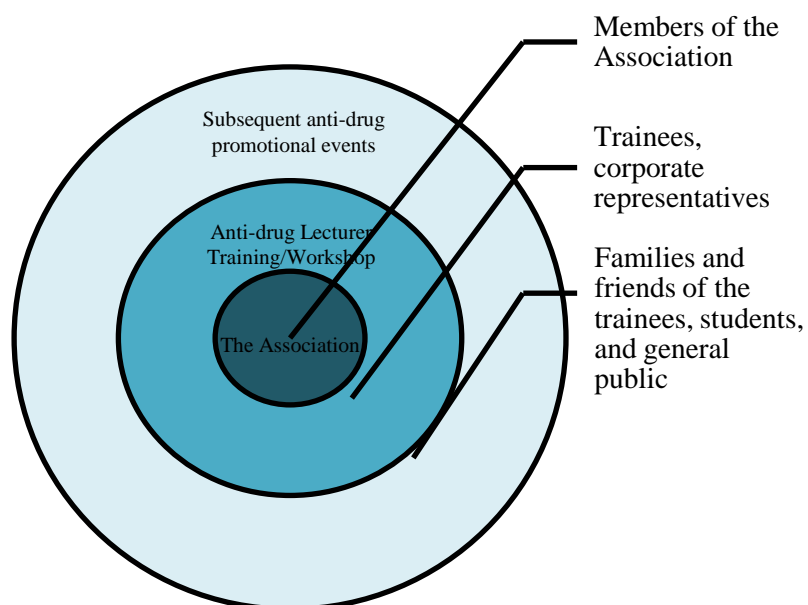 Subsequent anti-drug
promotional events
Anti-drug Lecturer
Training/Workshop
The Association
Members of the
Association
Trainees,
corporate
representatives
Families and
friends of the
trainees, students,
and general
public